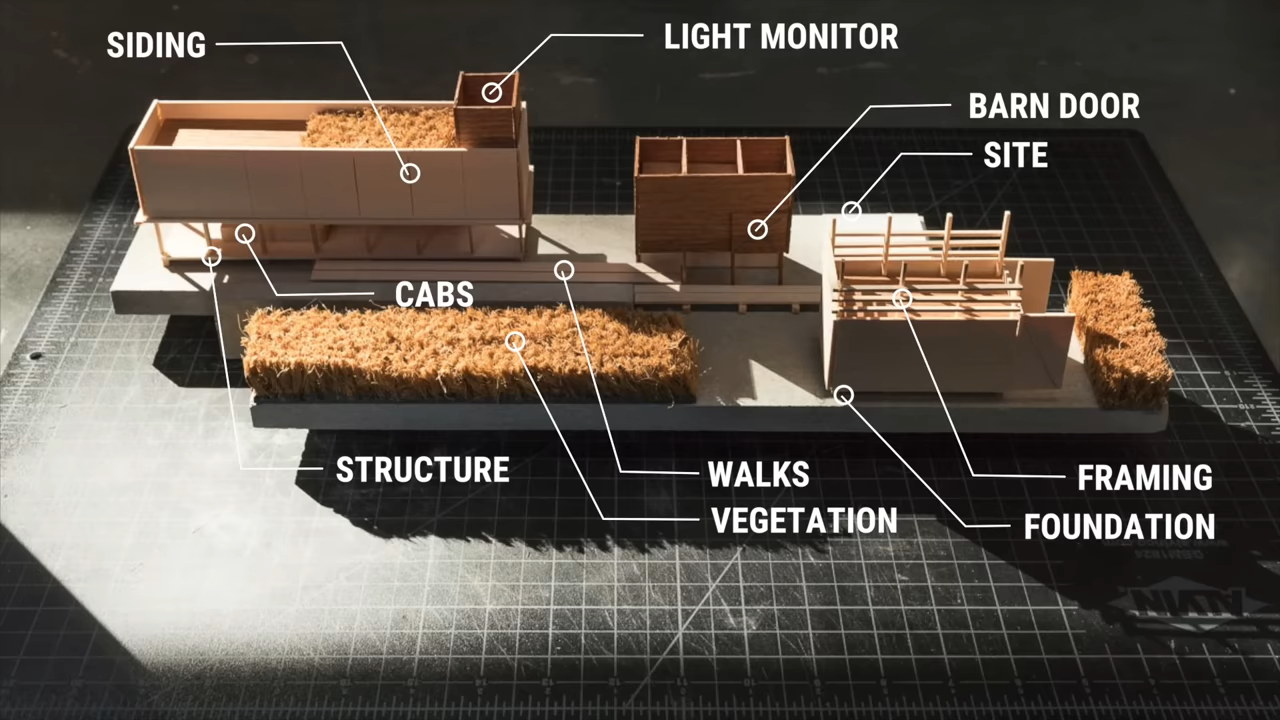 SIDING
LIGHT MONITOR
BARN DOOR
SITE
CABS
STRUCTURE
WALKS
FRAMING
VEGETATION
FOUNDATION